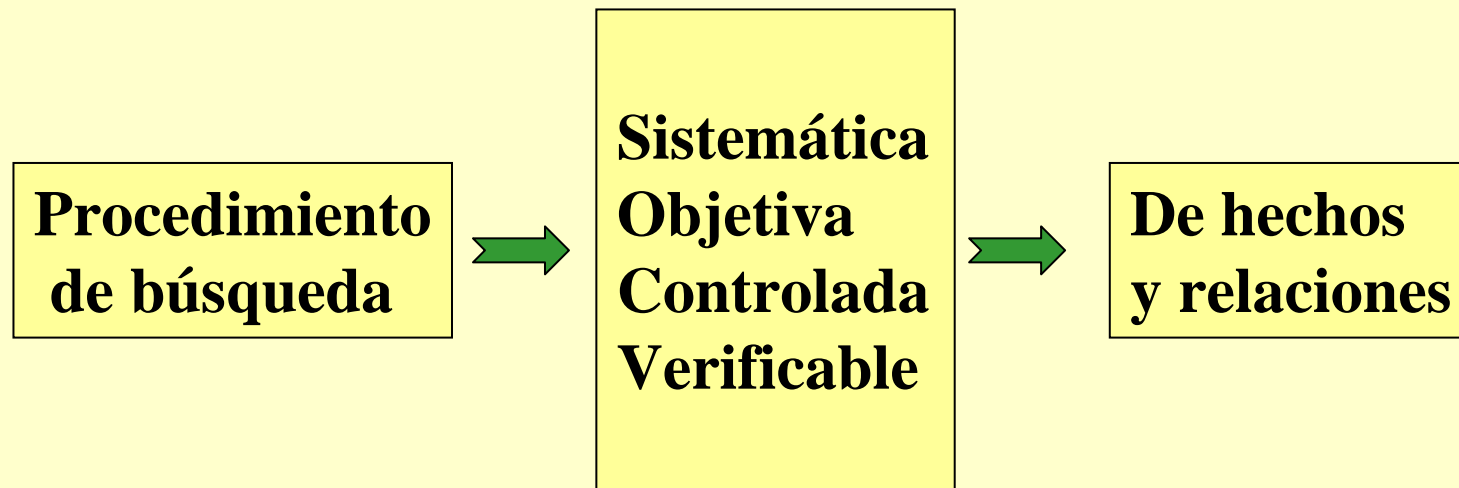 Procedimiento
de búsqueda
Sistemática
Objetiva
Controlada
Verificable
De hechos
y relaciones